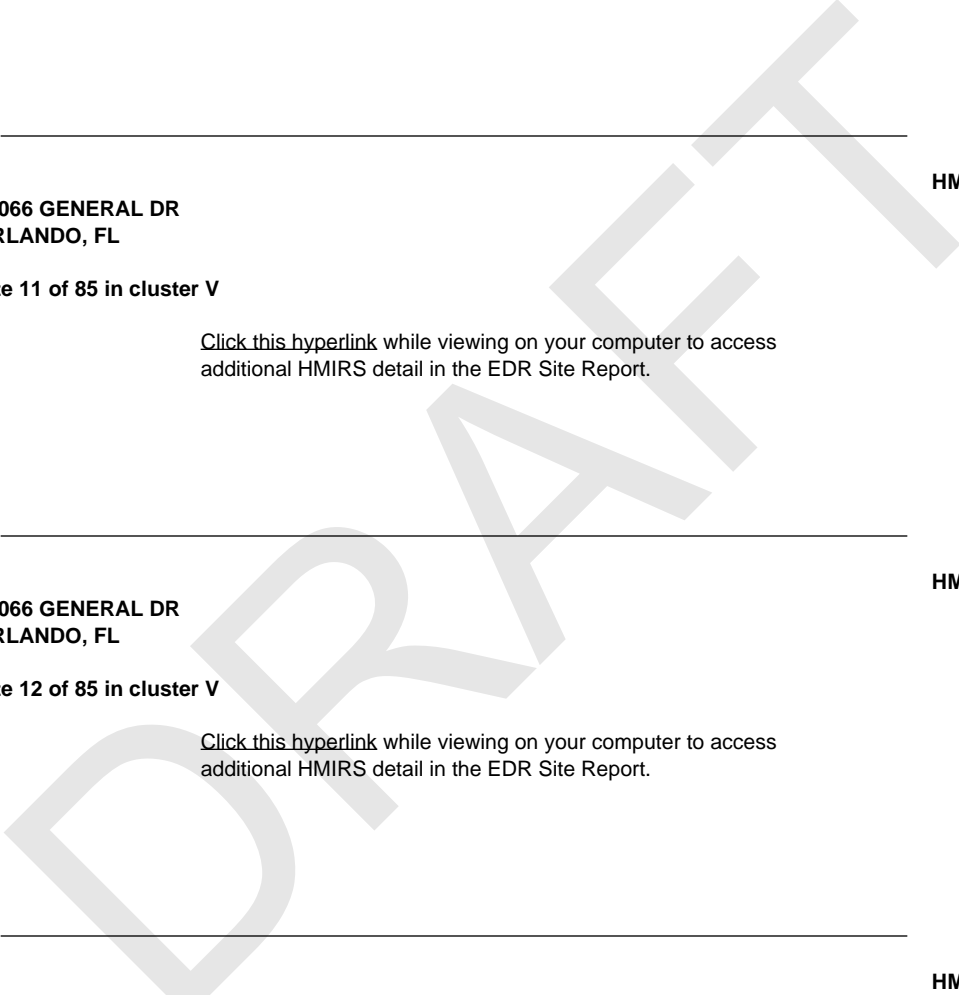 HM
066 GENERAL DR
RLANDO, FL
e 11 of 85 in cluster V
Click this hyperlink while viewing on your computer to access
additional HMIRS detail in the EDR Site Report.
HM
066 GENERAL DR
RLANDO, FL
e 12 of 85 in cluster V
Click this hyperlink while viewing on your computer to access
additional HMIRS detail in the EDR Site Report.
HM
DRAFT